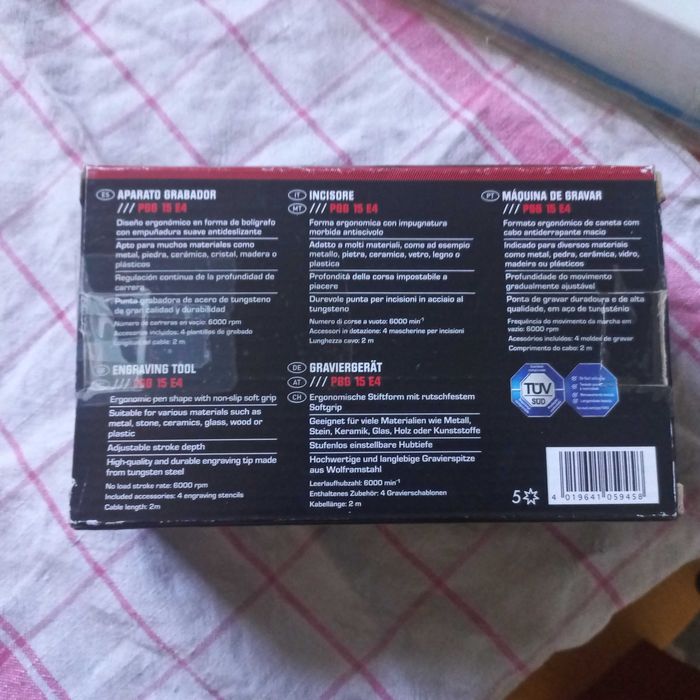 ES APARATO GRABADOR
/// PBG 15 E4
Diseño ergonómico en forma de bolígrafo
con empuñadura suave antideslizante
Apto para muchos materiales como
metal, piedra, cerámica, cristal, madera o
plásticos
Regulación continua de la profundidad de
carrera
Punta grabadora de acero de tungsteno
de gran calidad y durabilidad
Número de carreras en vacío: 6000 rpm
Accesorios incluidos: 4 plantillas de grabado
Longitud del cable: 2 m
IT INCISORE
MT /// PBG 15 E4
Forma ergonomica con impugnatura
morbida antiscivolo
Adatto a molti materiali, come ad esempio
metallo, pietra, ceramica, vetro, legno o
plastica
Profondità della corsa impostabile a
piacere
Durevole punta per incisioni in acciaio al
tungsteno
Numero di corse a vuoto: 6000 min⁻¹
Accessori in dotazione: 4 mascherine per incisioni
Lunghezza cavo: 2 m
PT MÁQUINA DE GRAVAR
/// PBG 15 E4
Formato ergonómico de caneta com
cabo antiderrapante macio
Indicado para diversos materiais
como metal, pedra, cerâmica, vidro,
madeira ou plásticos
Profundidade do movimento
gradualmente ajustável
Ponta de gravar duradoura e de alta
qualidade, em aço de tungsténio
Frequência do movimento da marcha em
vazio: 6000 rpm
Acessórios incluídos: 4 moldes de gravar
Comprimento do cabo: 2 m
ENGRAVING TOOL
/// PBG 15 E4
Ergonomic pen shape with non-slip soft grip
Suitable for various materials such as
metal, stone, ceramics, glass, wood or
plastic
Adjustable stroke depth
High-quality and durable engraving tip made
from tungsten steel
No load stroke rate: 6000 rpm
Included accessories: 4 engraving stencils
Cable length: 2m
DE GRAVIERGERÄT
AT /// PBG 15 E4
CH Ergonomische Stiftform mit rutschfestem
Softgrip
Geeignet für viele Materialien wie Metall,
Stein, Keramik, Glas, Holz oder Kunststoffe
Stufenlos einstellbare Hubtiefe
Hochwertige und langlebige Gravierspitze
aus Wolframstahl
Leerlaufhubzahl: 6000 min⁻¹
Enthaltenes Zubehör: 4 Gravierschablonen
Kabellänge: 2 m
TÜV
SÜD
5
4 019641 059458